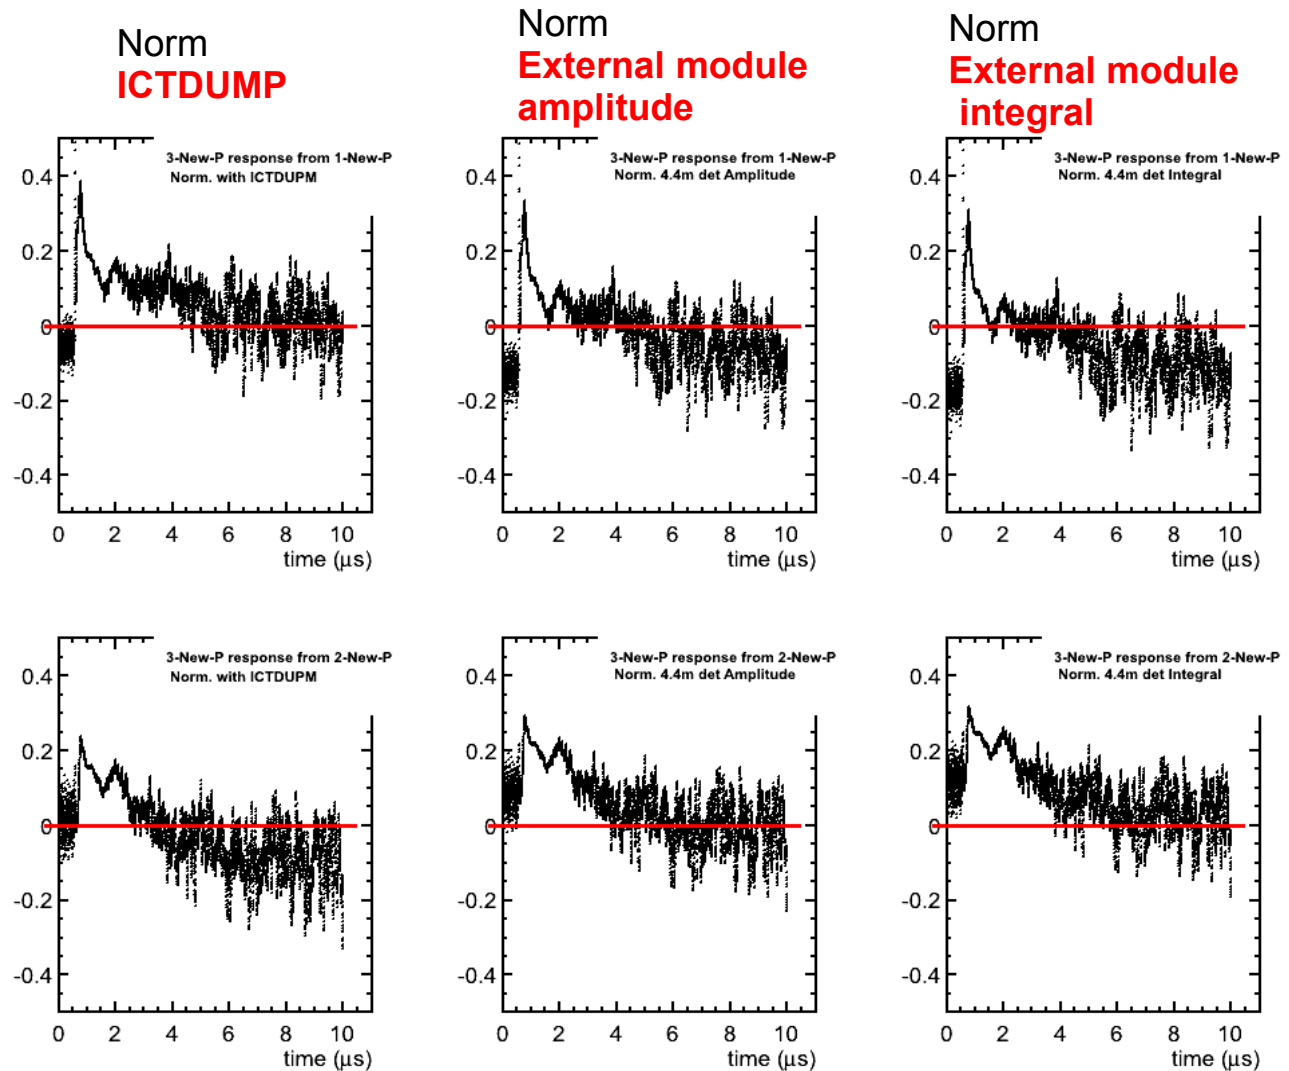 Norm
ICTDUMP
Norm
External module
amplitude
Norm
External module
integral
3-New-P response from 1-New-P
Norm. with ICTDUPM
0.4
0.2
0
-0.2
-0.4
0 2 4 6 8 10
time (μs)
3-New-P response from 1-New-P
Norm. 4.4m det Amplitude
0.4
0.2
0
-0.2
-0.4
0 2 4 6 8 10
time (μs)
3-New-P response from 1-New-P
Norm. 4.4m det Integral
0.4
0.2
0
-0.2
-0.4
0 2 4 6 8 10
time (μs)
3-New-P response from 2-New-P
Norm. with ICTDUPM
0.4
0.2
0
-0.2
-0.4
0 2 4 6 8 10
time (μs)
3-New-P response from 2-New-P
Norm. 4.4m det Amplitude
0.4
0.2
0
-0.2
-0.4
0 2 4 6 8 10
time (μs)
3-New-P response from 2-New-P
Norm. 4.4m det Integral
0.4
0.2
0
-0.2
-0.4
0 2 4 6 8 10
time (μs)